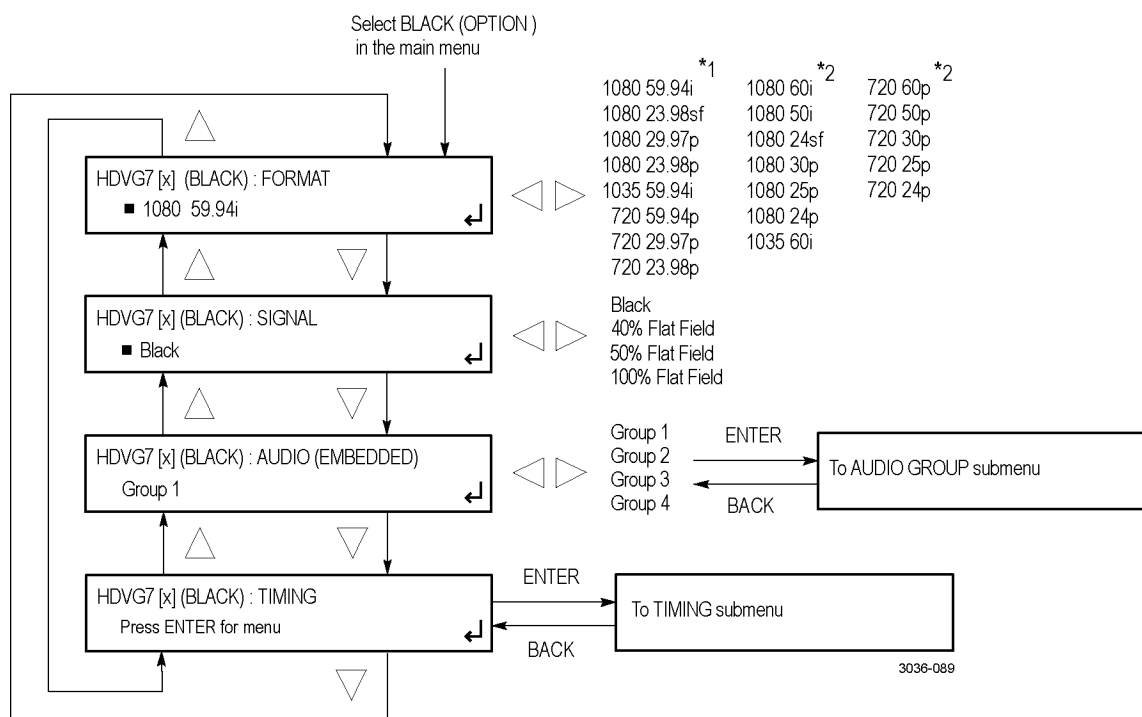 Select BLACK (OPTION )
in the main menu
*1
1080 59.94i
1080 23.98sf
1080 29.97p
1080 23.98p
1035 59.94i
720 59.94p
720 29.97p
720 23.98p
*2
1080 60i
1080 50i
1080 24sf
1080 30p
1080 25p
1080 24p
1035 60i
*2
720 60p
720 50p
720 30p
720 25p
720 24p
HDVG7 [x] (BLACK) : FORMAT
■ 1080 59.94i
HDVG7 [x] (BLACK) : SIGNAL
■ Black
Black
40% Flat Field
50% Flat Field
100% Flat Field
HDVG7 [x] (BLACK) : AUDIO (EMBEDDED)
Group 1
Group 1
Group 2
Group 3
Group 4
ENTER
BACK
To AUDIO GROUP submenu
HDVG7 [x] (BLACK) : TIMING
Press ENTER for menu
ENTER
BACK
To TIMING submenu
3036-089